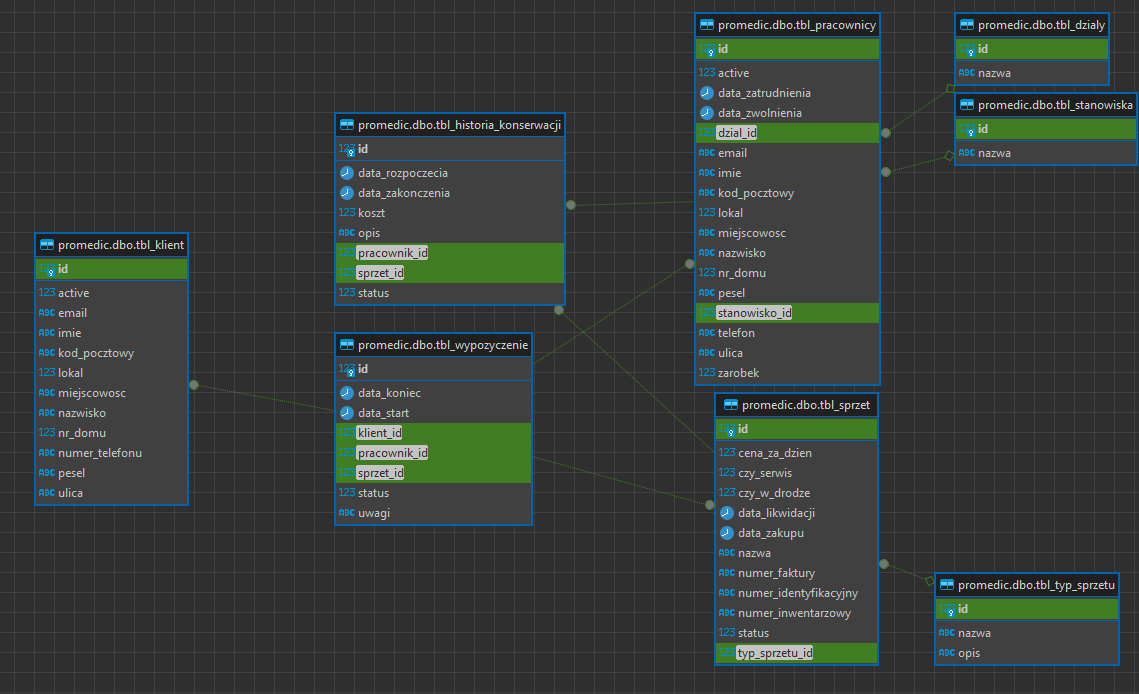 promedic.dbo.tbl_klient
123 id
123 active
ABC email
ABC imie
ABC kod_pocztowy
123 lokal
ABC miejscowosc
ABC nazwisko
123 nr_domu
ABC numer_telefonu
ABC pesel
ABC ulica
promedic.dbo.tbl_historia_konserwacji
123 id
data_rozpoczecia
data_zakonczenia
123 koszt
ABC opis
123 pracownik_id
123 sprzet_id
123 status
promedic.dbo.tbl_wypozyczenie
123 id
data_koniec
data_start
123 klient_id
123 pracownik_id
123 sprzet_id
123 status
ABC uwagi
promedic.dbo.tbl_pracownicy
123 id
123 active
data_zatrudnienia
data_zwolnienia
123 dzial_id
ABC email
ABC imie
ABC kod_pocztowy
123 lokal
ABC miejscowosc
ABC nazwisko
123 nr_domu
ABC pesel
123 stanowisko_id
ABC telefon
ABC ulica
123 zarobek
promedic.dbo.tbl_sprzet
123 id
123 cena_za_dzien
123 czy_serwis
123 czy_w_drodze
data_likwidacji
data_zakupu
ABC nazwa
ABC numer_faktury
ABC numer_identyfikacyjny
ABC numer_inwentarzowy
123 status
123 typ_sprzetu_id
promedic.dbo.tbl_dzialy
123 id
ABC nazwa
promedic.dbo.tbl_stanowiska
123 id
ABC nazwa
promedic.dbo.tbl_typ_sprzetu
123 id
ABC nazwa
ABC opis